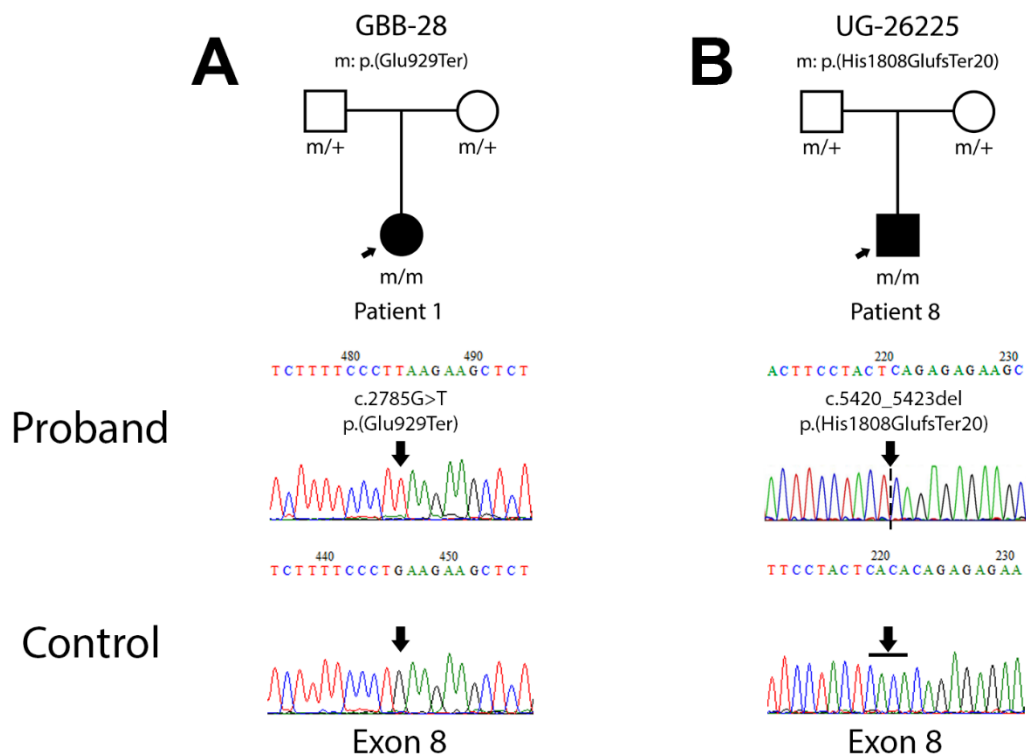 A
GBB-28
m: p.(Glu929Ter)
m/+
m/+
m/m
Patient 1
B
UG-26225
m: p.(His1808GlufsTer20)
m/+
m/+
m/m
Patient 8
Proband
480 490
TCTTTTCCCTTAAGAAGCTCT
c.2785G>T
p.(Glu929Ter)
220 230
ACTTCCTACTCAGAGAGAAGC
c.5420_5423del
p.(His1808GlufsTer20)
Control
440 450
TCTTTTCCCTGAAGAAGCTCT
Exon 8
220 230
TTCCTACTCACACAGAGAGAA
Exon 8